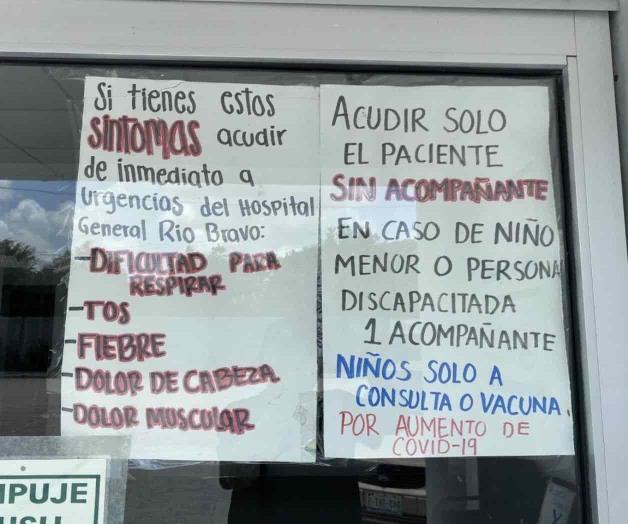 Si tienes estos
SíNTOMAS acudir
de inmediato a
urgencias del Hospital
General Rio Bravo:
-DIFICULTAD PARA
RESPIRAR
-TOS
-FIEBRE
-DOLOR DE CABEZA
-DOLOR MUSCULAR
ACUDIR SOLO
EL PACIENTE
SIN ACOMPAÑANTE
EN CASO DE NIÑO
MENOR O PERSONA
DISCAPACITADA
1 ACOMPAÑANTE
NIÑOS SOLO A
CONSULTA O VACUNA.
POR AUMENTO DE
COVID-19